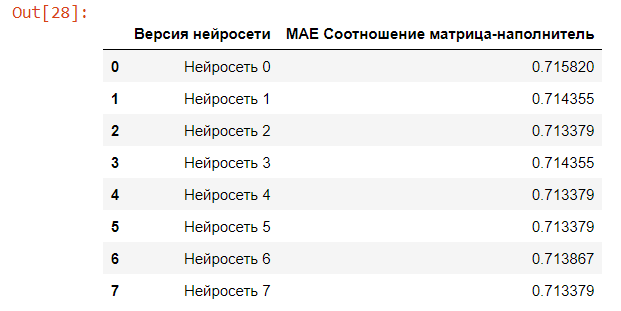 Out[28]:
Версия нейросети MAE Соотношение матрица-наполнитель
0 Нейросеть 0 0.715820
1 Нейросеть 1 0.714355
2 Нейросеть 2 0.713379
3 Нейросеть 3 0.714355
4 Нейросеть 4 0.713379
5 Нейросеть 5 0.713379
6 Нейросеть 6 0.713867
7 Нейросеть 7 0.713379